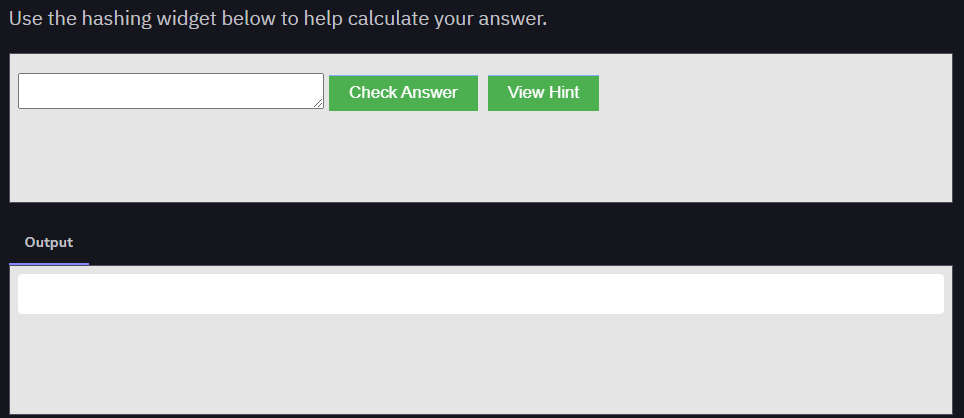 Use the hashing widget below to help calculate your answer.
Check Answer View Hint
Output